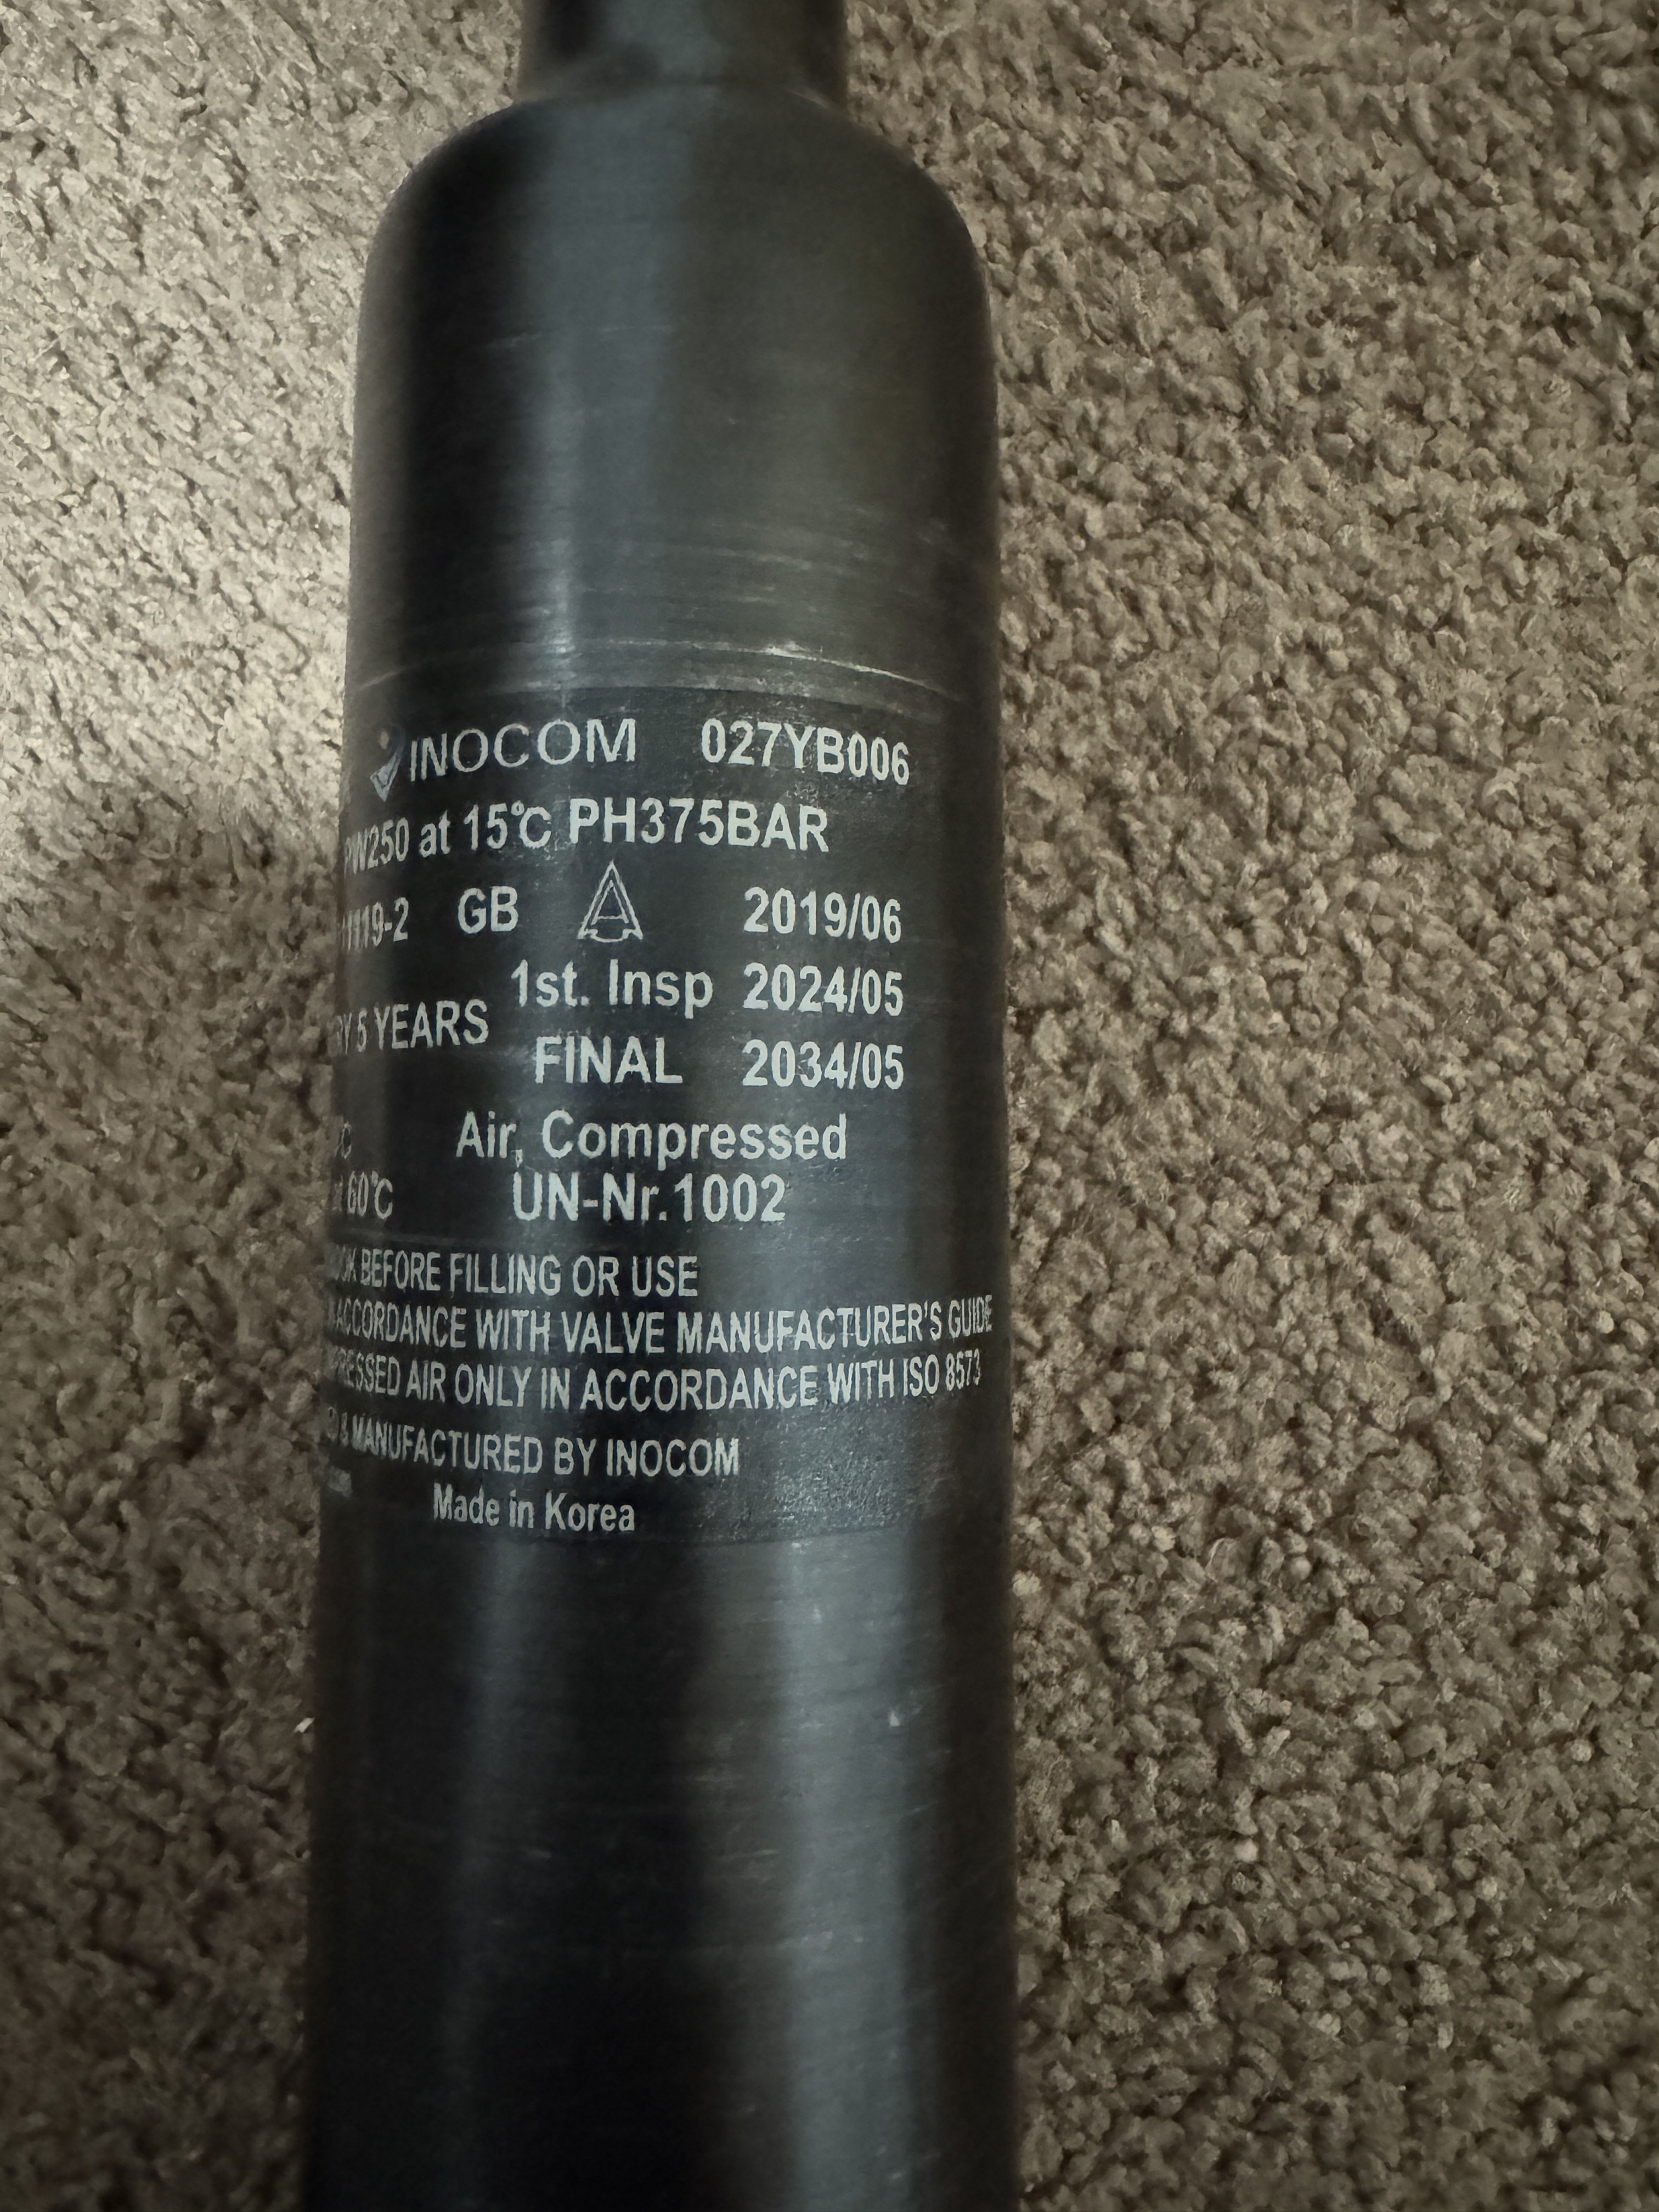 INOCOM 027YB006
PW250 at 15℃ PH375BAR
11119-2 GB 2019/06
1st. Insp 2024/05
5 YEARS
FINAL 2034/05
Air, Compressed
60℃ UN-Nr.1002
BEFORE FILLING OR USE
ACCORDANCE WITH VALVE MANUFACTURER'S GUIDE
AIR ONLY IN ACCORDANCE WITH ISO 8573
& MANUFACTURED BY INOCOM
Made in Korea